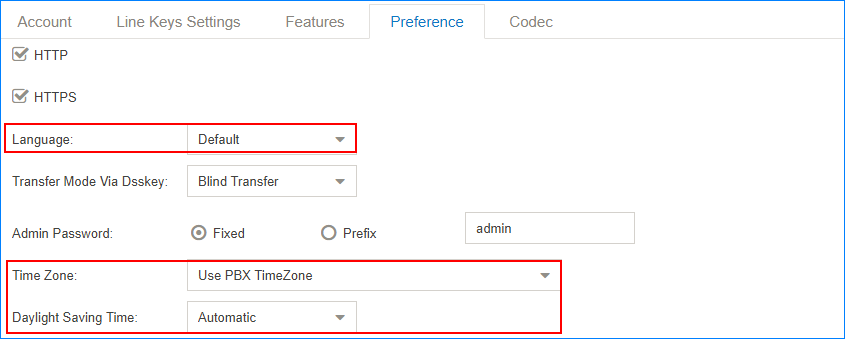 Account Line Keys Settings Features Preference Codec
HTTP
HTTPS
Language: Default
Transfer Mode Via Dsskey: Blind Transfer
Admin Password: Fixed Prefix admin
Time Zone: Use PBX TimeZone
Daylight Saving Time: Automatic